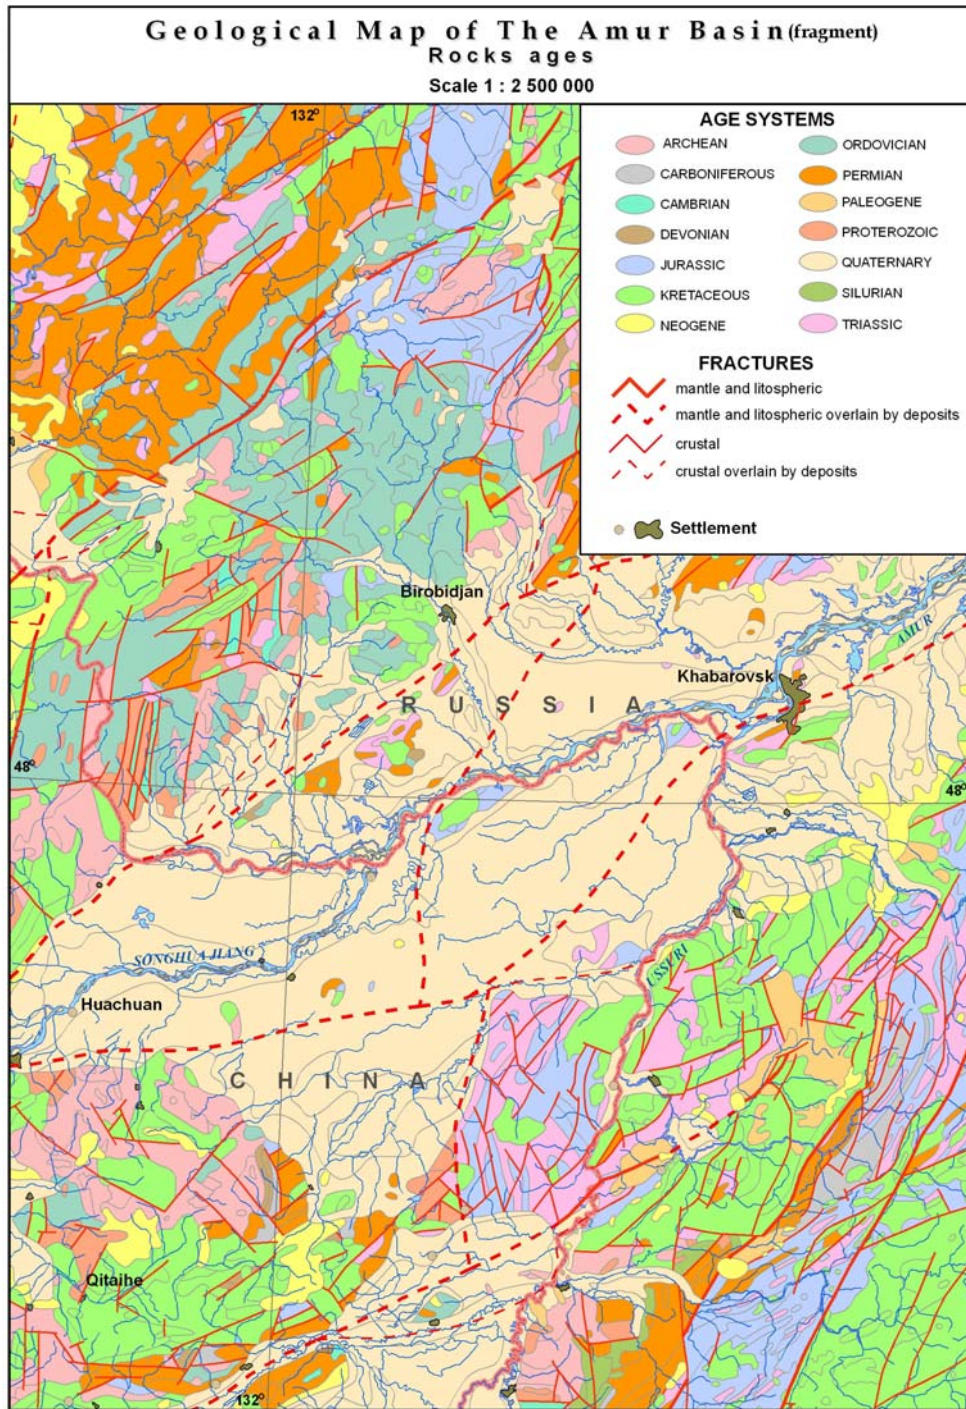 Geological Map of The Amur Basin (fragment)
Rocks ages
Scale 1 : 2 500 000
132°
AGE SYSTEMS
ARCHEAN
CARBONIFEROUS
CAMBRIAN
DEVONIAN
JURASSIC
KRETACEOUS
NEOGENE
ORDOVICIAN
PERMIAN
PALEOGENE
PROTEROZOIC
QUATERNARY
SILURIAN
TRIASSIC
FRACTURES
mantle and litospheric
mantle and litospheric overlain by deposits
crustal
crustal overlain by deposits
Settlement
Birobidjan
AMUR
Khabarovsk
RUSSIA
48°
48°
SONGHUA JIANG
USSURI
Huachuan
CHINA
Qitaihe
132°